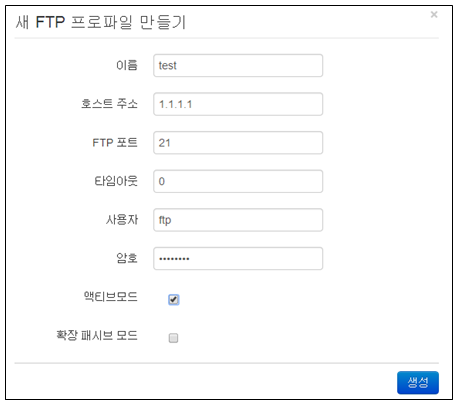 새 FTP 프로파일 만들기
×
이름 test
호스트 주소 1.1.1.1
FTP 포트 21
타임아웃 0
사용자 ftp
암호 ••••••••
액티브모드
확장 패시브 모드
생성